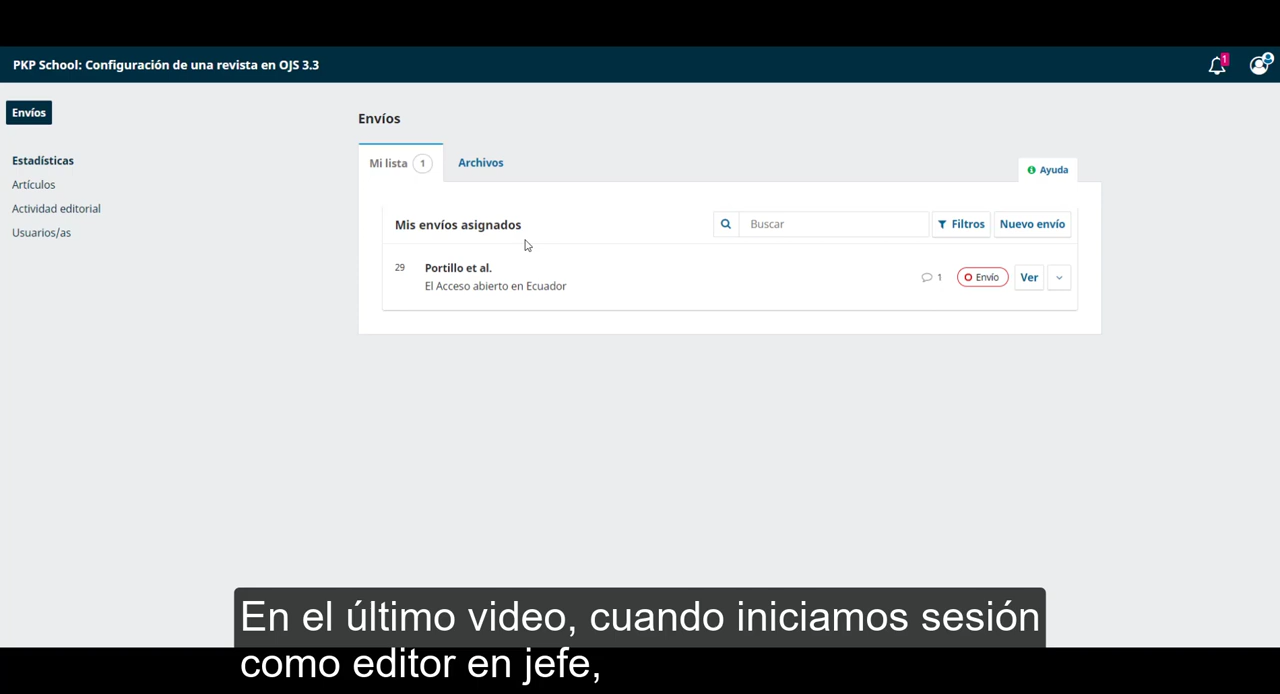 PKP School: Configuración de una revista en OJS 3.3
1
Envíos
Estadísticas
Artículos
Actividad editorial
Usuarios/as
Envíos
Mi lista 1
Archivos
Ayuda
Mis envíos asignados
Buscar
Filtros
Nuevo envío
29 Portillo et al. 1 Envío Ver
El Acceso abierto en Ecuador
En el último video, cuando iniciamos sesión
como editor en jefe,